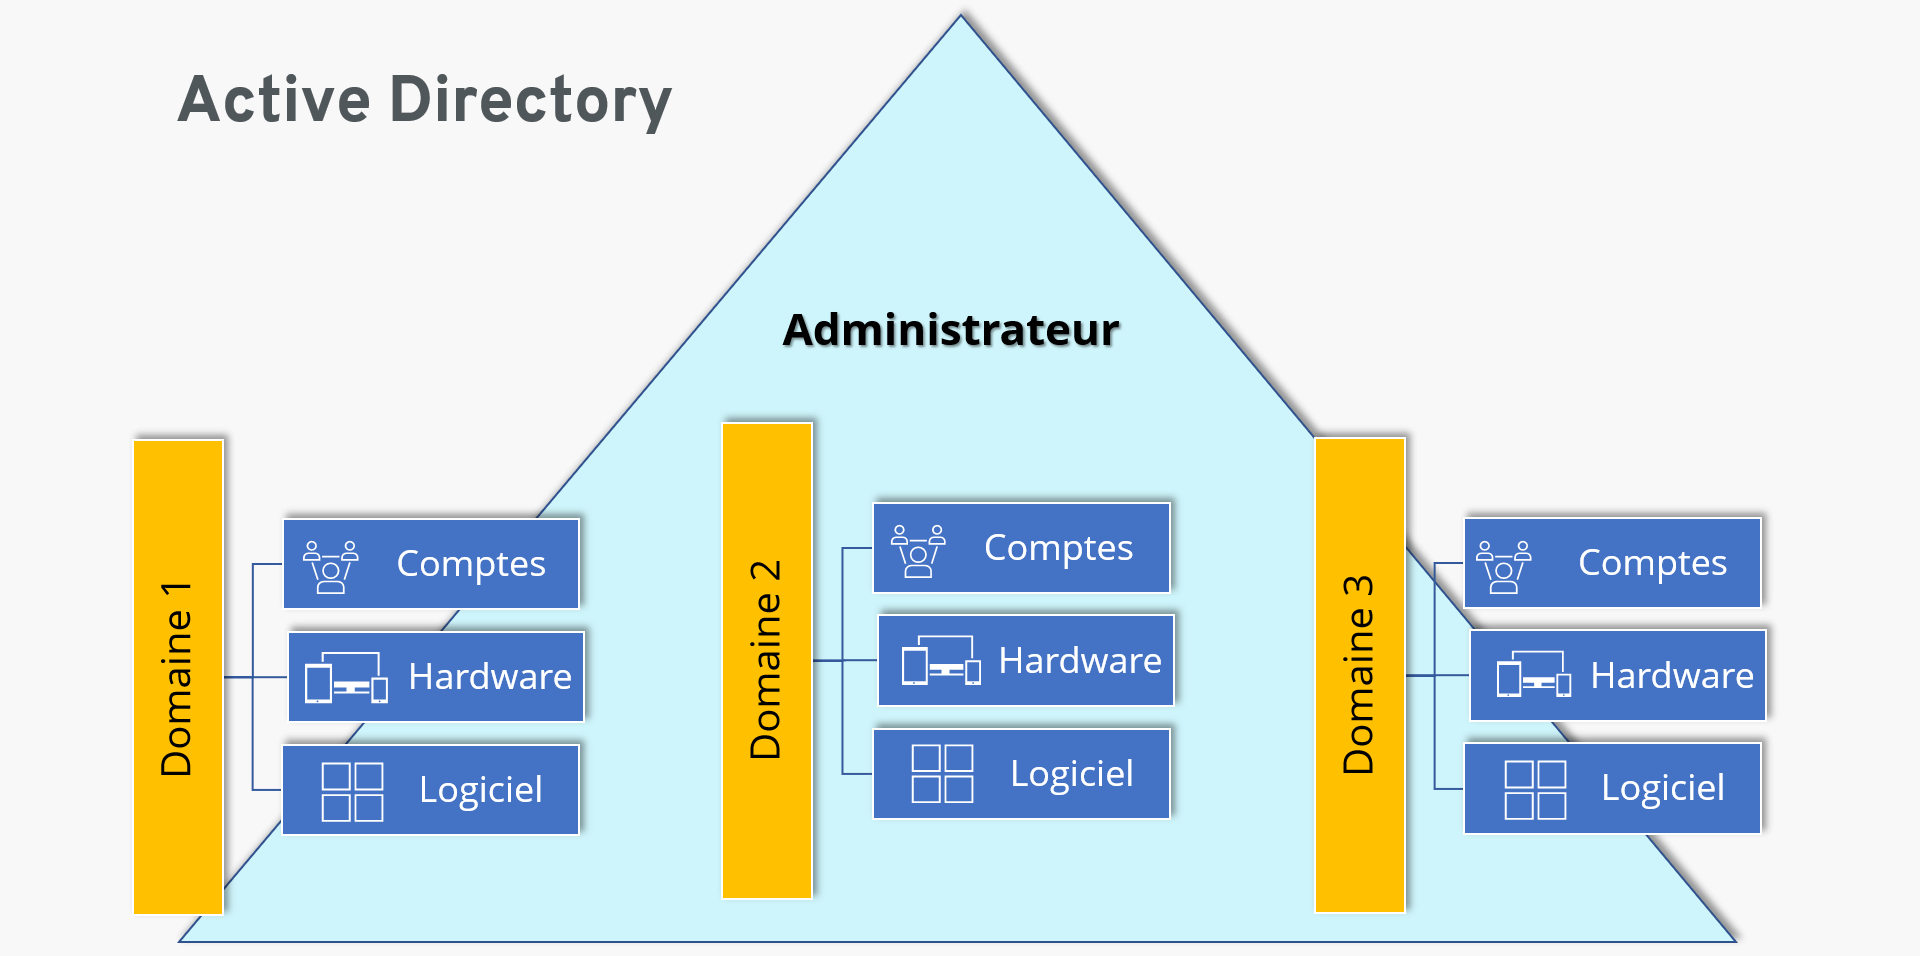 Active Directory
Administrateur
Domaine 1
Comptes
Hardware
Logiciel
Domaine 2
Comptes
Hardware
Logiciel
Domaine 3
Comptes
Hardware
Logiciel